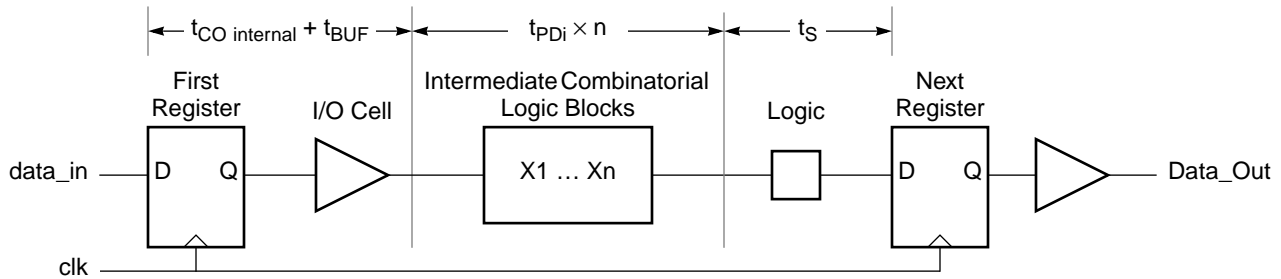 tCO internal + tBUF
tPDi × n
tS
First
Register
I/O Cell
Intermediate Combinatorial
Logic Blocks
Logic
Next
Register
data_in
D
Q
X1 … Xn
D
Q
Data_Out
clk